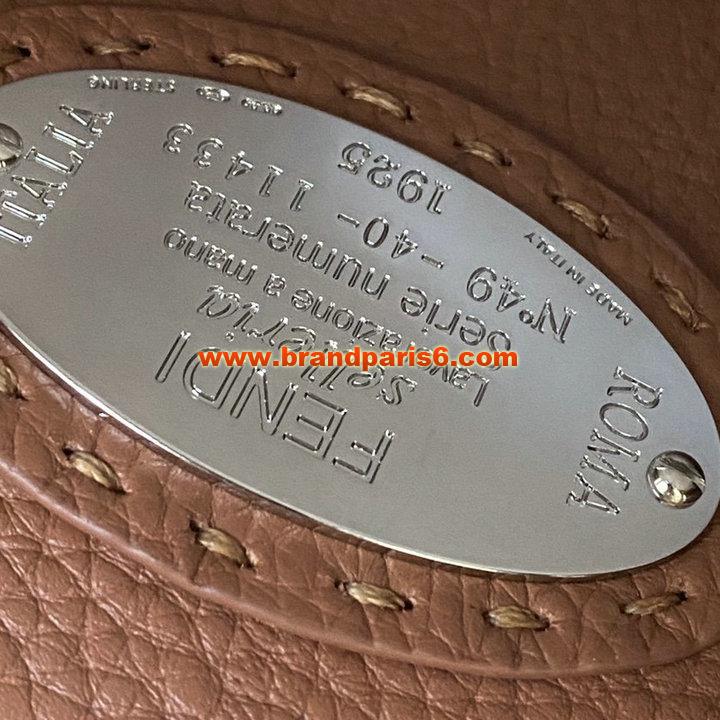 FENDI
selleria
Lavorazione a mano
Serie numerata
Nº 49 - 40 - 11433
1925
ROMA
ITALIA
MADE IN ITALY
STERLING
www.brandparis6.com